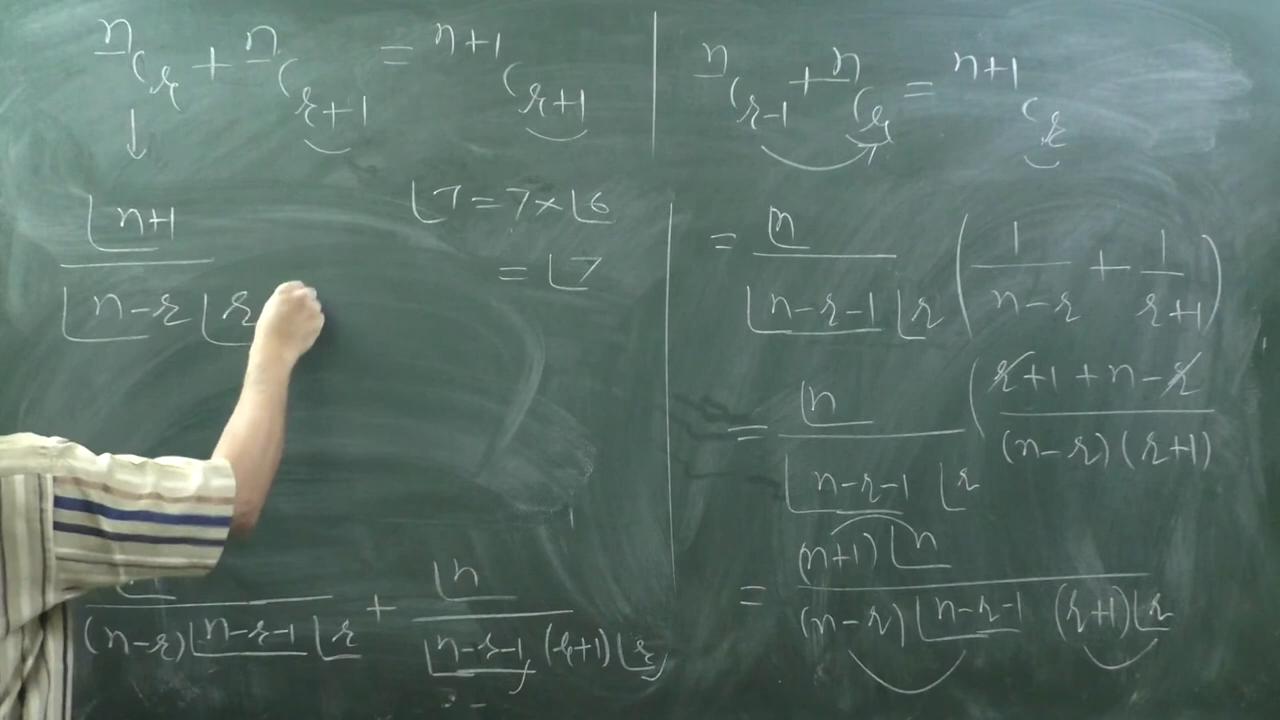 ⁿCᵣ + ⁿCᵣ₊₁ = ⁿ⁺¹Cᵣ₊₁
↓
⌊n+1
⌊n-r ⌊r
⌊7 = 7×⌊6
= ⌊7
(n-r)⌊n-r-1 ⌊r + ⌊n / ⌊n-r-1 (r+1)⌊r
ⁿCᵣ₋₁ + ⁿCᵣ = ⁿ⁺¹Cᵣ
= ⌊n / ⌊n-r-1 ⌊r (1/n-r + 1/r+1)
= ⌊n / ⌊n-r-1 ⌊r (r+1+n-r / (n-r)(r+1)
= (n+1)⌊n / (n-r)⌊n-r-1 (r+1)⌊r